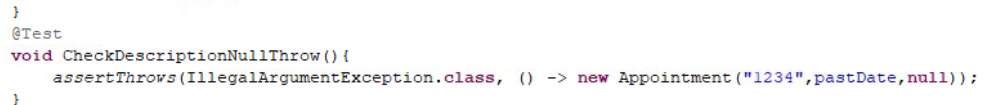 }
@Test
void CheckDescriptionNullThrow(){
    assertThrows(IllegalArgumentException.class, () -> new Appointment("1234",pastDate,null));
}